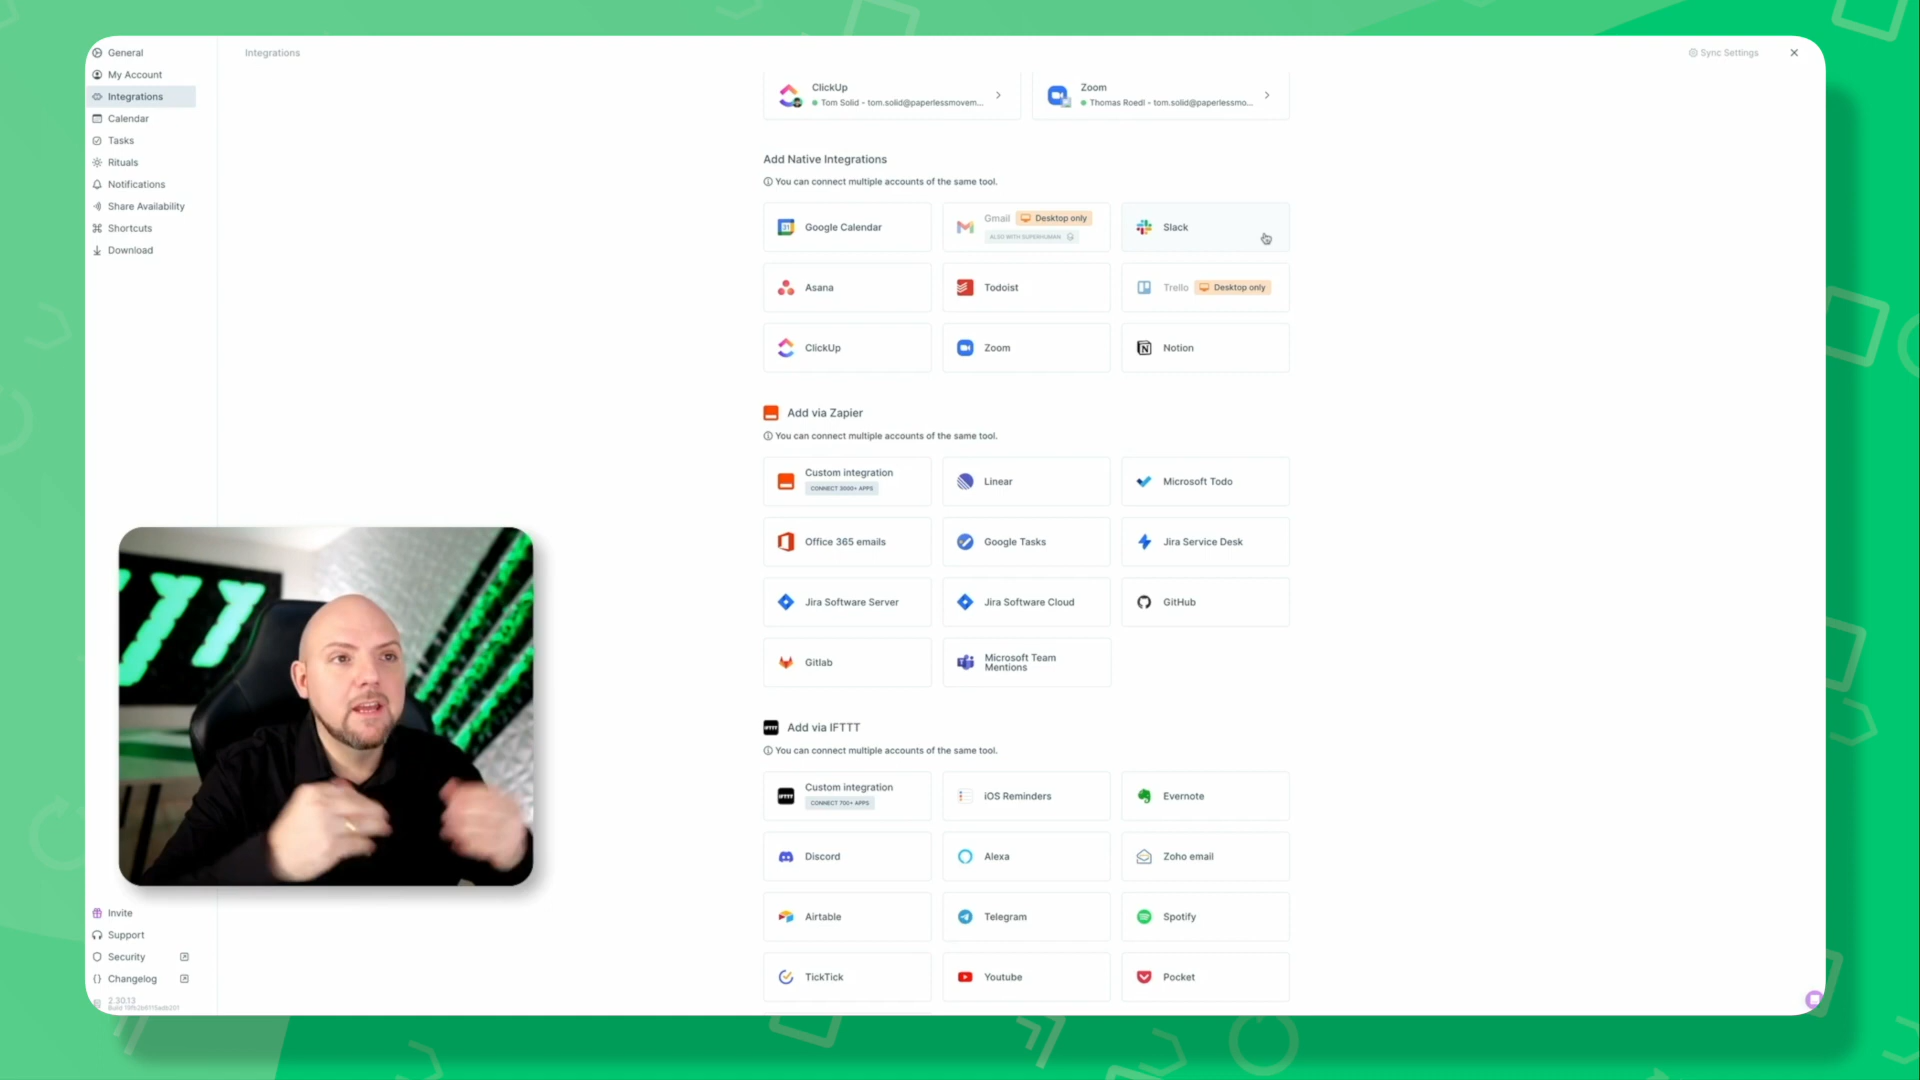 General
My Account
Integrations
Calendar
Tasks
Rituals
Notifications
Share Availability
Shortcuts
Download
Invite
Support
Security
Changelog
2.30.13
Integrations
Sync Settings
ClickUp
Tom Solid - tom.solid@paperlessmovem...
Zoom
Thomas Roedl - tom.solid@paperlessmo...
Add Native Integrations
You can connect multiple accounts of the same tool.
Google Calendar
Gmail Desktop only
ALSO WITH SUPERHUMAN
Slack
Asana
Todoist
Trello Desktop only
ClickUp
Zoom
Notion
Add via Zapier
You can connect multiple accounts of the same tool.
Custom integration
CONNECT 3000+ APPS
Linear
Microsoft Todo
Office 365 emails
Google Tasks
Jira Service Desk
Jira Software Server
Jira Software Cloud
GitHub
Gitlab
Microsoft Team
Mentions
IFTTT
Add via IFTTT
You can connect multiple accounts of the same tool.
IFTTT
Custom integration
CONNECT 700+ APPS
iOS Reminders
Evernote
Discord
Alexa
Zoho email
Airtable
Telegram
Spotify
TickTick
Youtube
Pocket